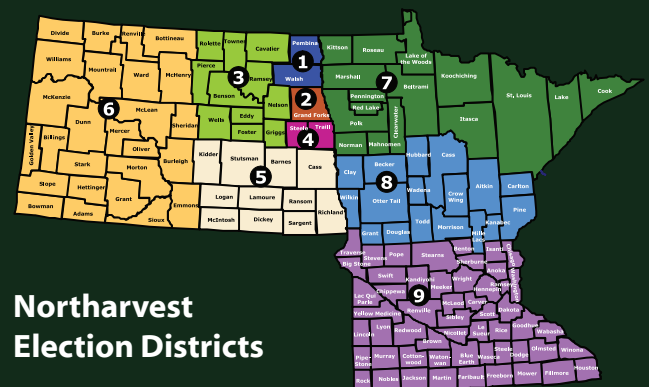 Divide
Burke
Renville
Bottineau
Rolette
Towner
Cavalier
Pembina
Kittson
Roseau
Lake of
the Woods
Williams
Mountrail
Ward
McHenry
Pierce
Ramsey
Walsh
Marshall
Koochiching
St, Louis
Lake
Cook
Benson
Nelson
Grand Forks
Pennington
Red Lake
Beltrami
McKenzie
McLean
Sheridan
Wells
Eddy
Foster
Griggs
Steele
Traill
Polk
Clearwater
Itasca
Dunn
Mercer
Oliver
Norman
Mahnomen
Golden Valley
Billings
Stark
Morton
Burleigh
Kidder
Stutsman
Barnes
Cass
Clay
Becker
Hubbard
Cass
Aitkin
Carlton
Slope
Hettinger
Grant
Emmons
Logan
Lamoure
Ransom
Richland
Wilkin
Otter Tail
Wadena
Crow
Wing
Pine
Bowman
Adams
Sioux
McIntosh
Dickey
Sargent
Grant
Douglas
Todd
Morrison
Mille
Lacs
Kanabec
Traverse
Big Stone
Stevens
Pope
Stearns
Benton
Sherburne
Isanti
Chisago
Washington
Anoka
Swift
Kandiyohi
Meeker
Wright
Hennepin
Ramsey
Lac Qui
Parle
Chippewa
Renville
McLeod
Carver
Scott
Dakota
Yellow Medicine
Sibley
Lincoln
Lyon
Redwood
Nicollet
Le
Sueur
Rice
Goodhue
Wabasha
Brown
Pipe-
Stone
Murray
Cotton-
wood
Waton-
wan
Blue
Earth
Waseca
Steele
Dodge
Olmsted
Winona
Rock
Nobles
Jackson
Martin
Faribault
Freeborn
Mower
Fillmore
Houston
1
2
3
4
5
6
7
8
9
Northarvest
Election Districts